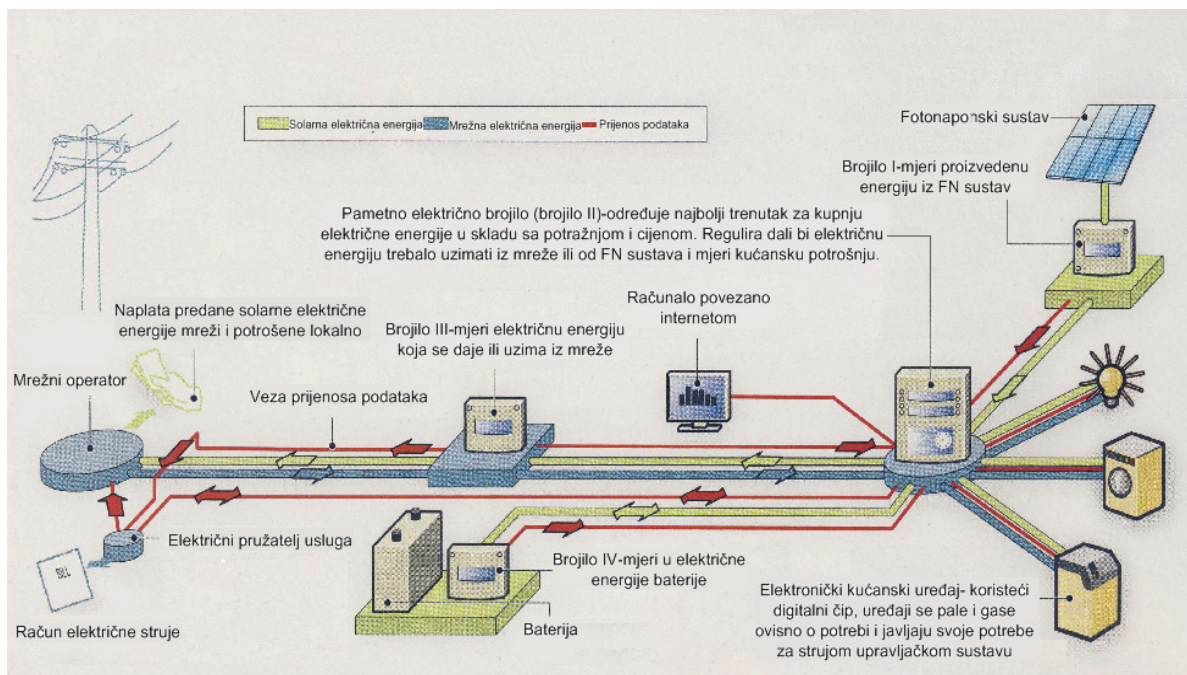 Solarna električna energija
Mrežna električna energija
Prijenos podataka
Fotonaponski sustav
Brojilo I-mjeri proizvedenu
energiju iz FN sustav
Pametno električno brojilo (brojilo II)-određuje najbolji trenutak za kupnju
električne energije u skladu sa potražnjom i cijenom. Regulira dali bi električnu
energiju trebalo uzimati iz mreže ili od FN sustava i mjeri kućansku potrošnju.
Naplata predane solarne električne
energije mreži i potrošene lokalno
Brojilo III-mjeri električnu energiju
koja se daje ili uzima iz mreže
Računalo povezano
internetom
Mrežni operator
Veza prijenosa podataka
Električni pružatelj usluga
BILL
Račun električne struje
Brojilo IV-mjeri u električne
energije baterije
Baterija
Elektronički kućanski uređaj- koristeći
digitalni čip, uređaji se pale i gase
ovisno o potrebi i javljaju svoje potrebe
za strujom upravljačkom sustavu